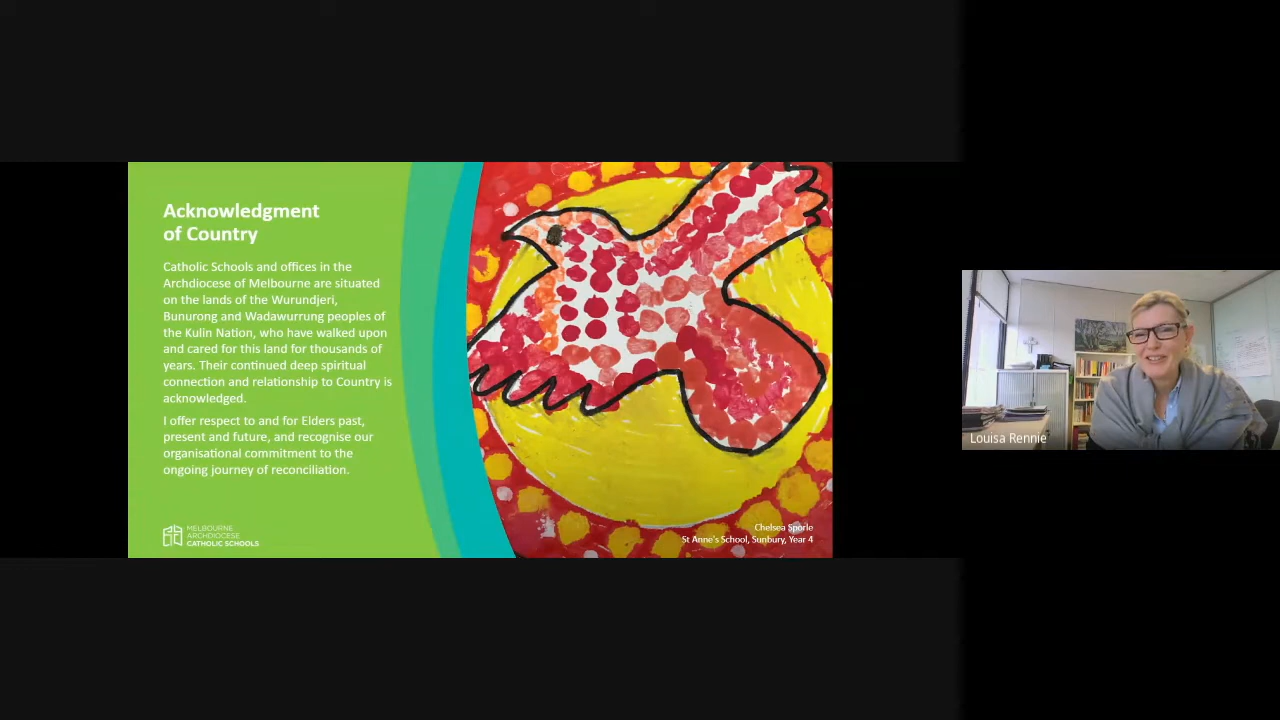 Acknowledgment
of Country
Catholic Schools and offices in the
Archdiocese of Melbourne are situated
on the lands of the Wurundjeri,
Bunurong and Wadawurrung peoples of
the Kulin Nation, who have walked upon
and cared for this land for thousands of
years. Their continued deep spiritual
connection and relationship to Country is
acknowledged.
I offer respect to and for Elders past,
present and future, and recognise our
organisational commitment to the
ongoing journey of reconciliation.
MELBOURNE
ARCHDIOCESE
CATHOLIC SCHOOLS
Chelsea Sporle
St Anne's School, Sunbury, Year 4
Louisa Rennie